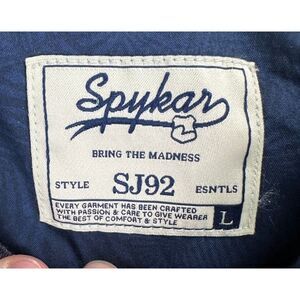 Spykar
BRING THE MADNESS
STYLE SJ92 ESNTLS
EVERY GARMENT HAS BEEN CRAFTED
WITH PASSION & CARE TO GIVE WEARER
THE BEST OF COMFORT & STYLE
L